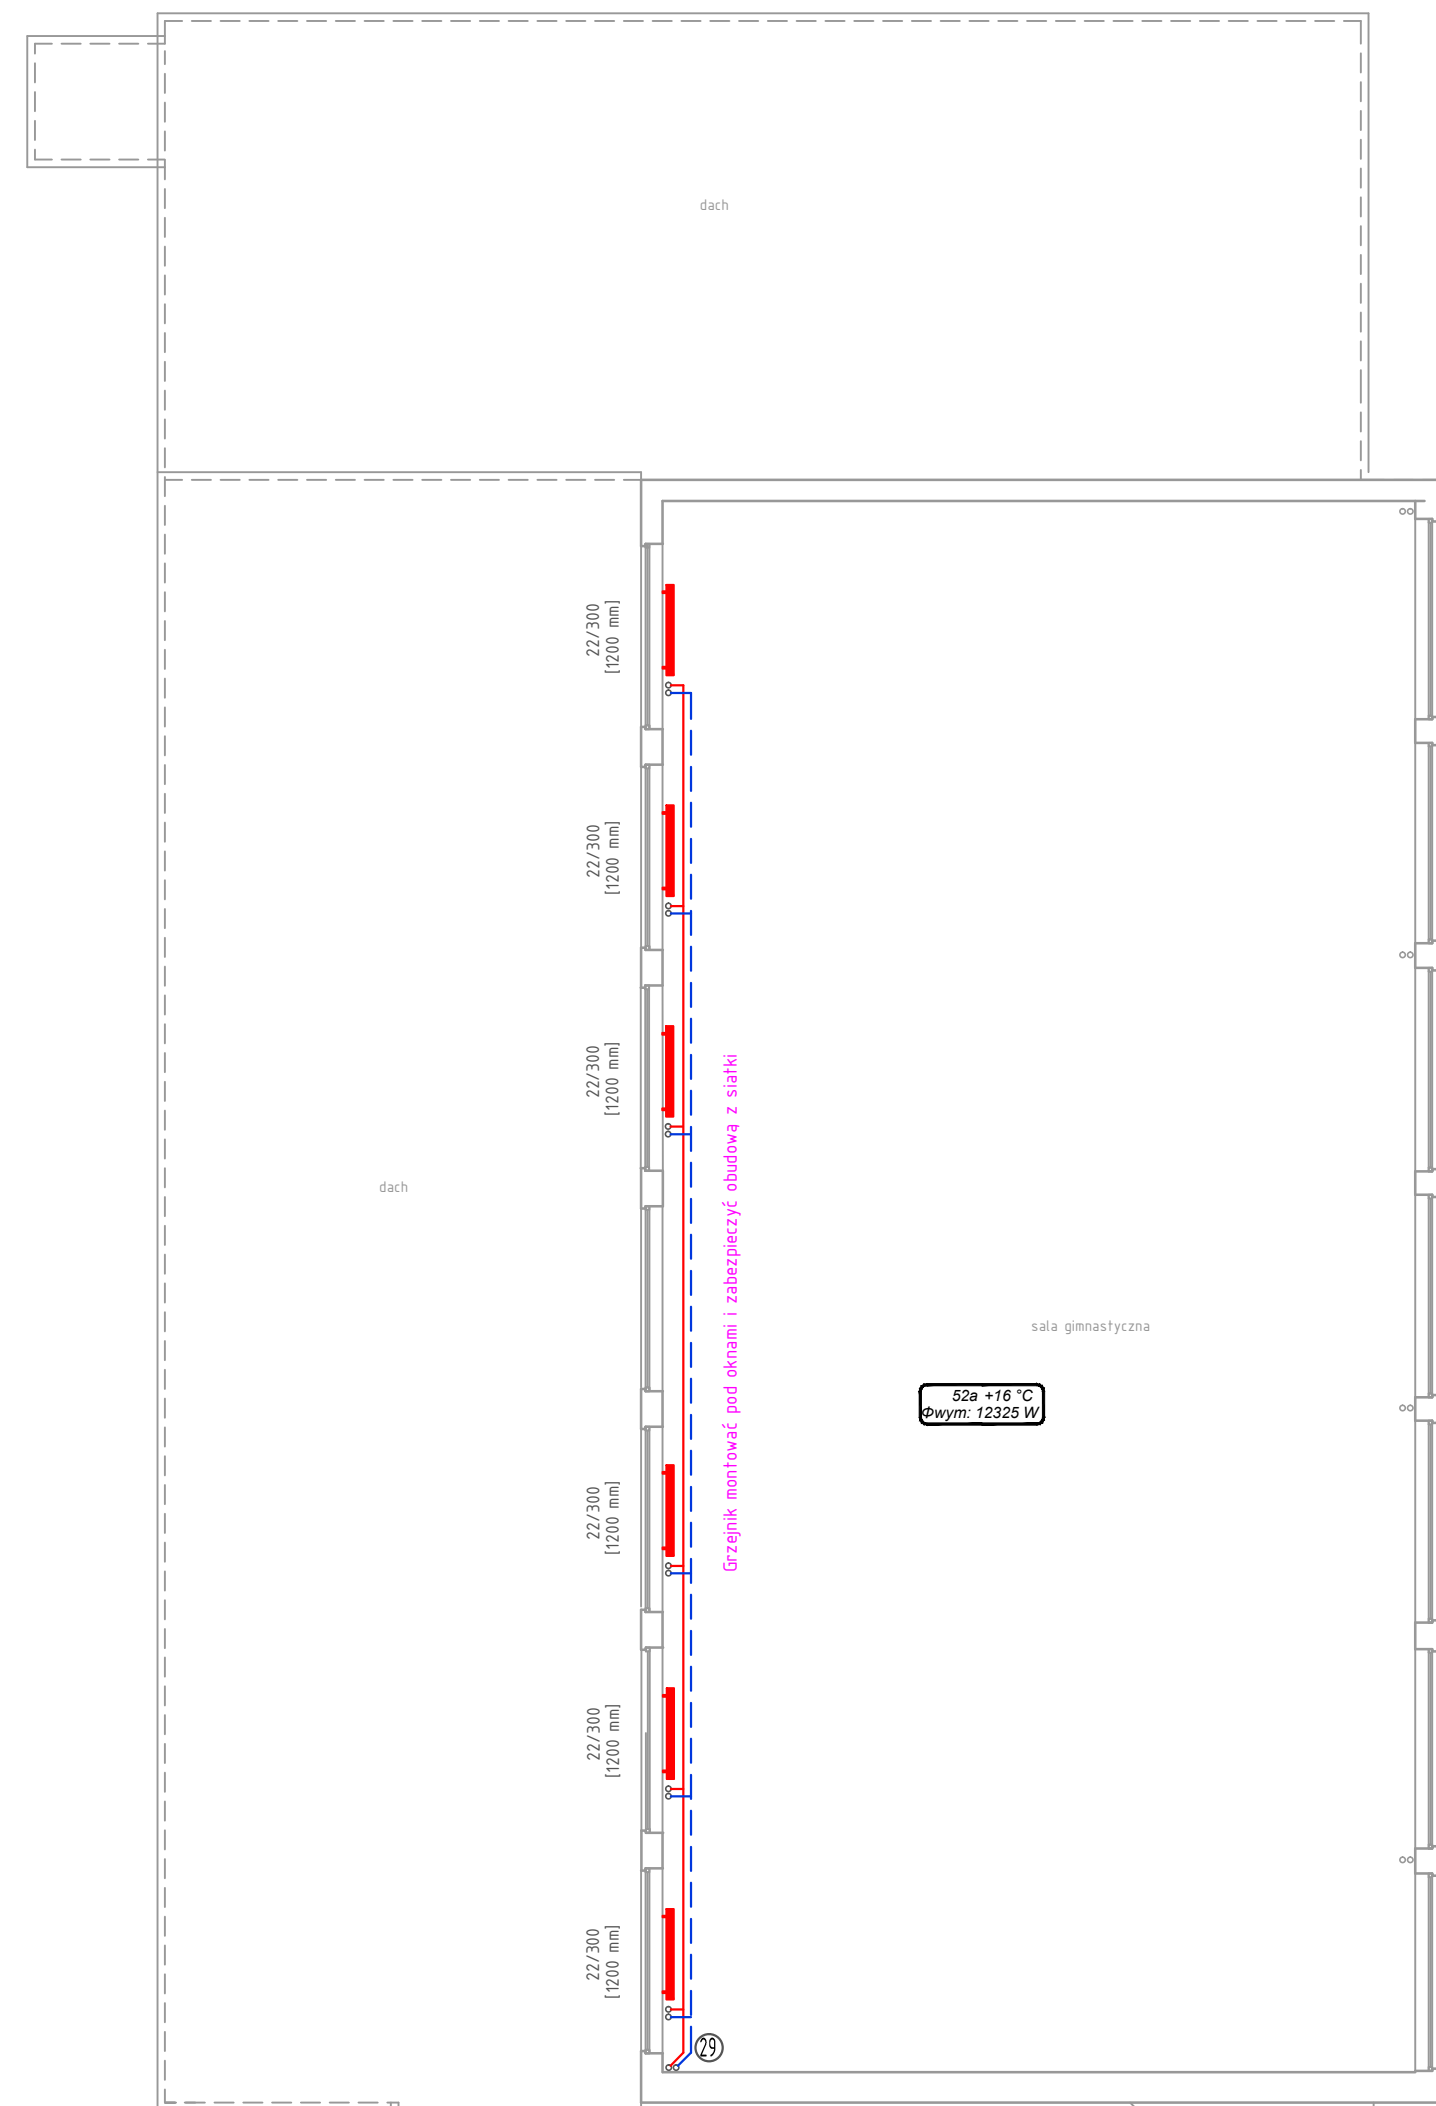 dach
22/300
[1200 mm]
22/300
[1200 mm]
22/300
[1200 mm]
Grzejnik montować pod oknami i zabezpieczyć obudową z siatki
dach
sala gimnastyczna
52a +16 °C
Φwym: 12325 W
22/300
[1200 mm]
22/300
[1200 mm]
22/300
[1200 mm]
29